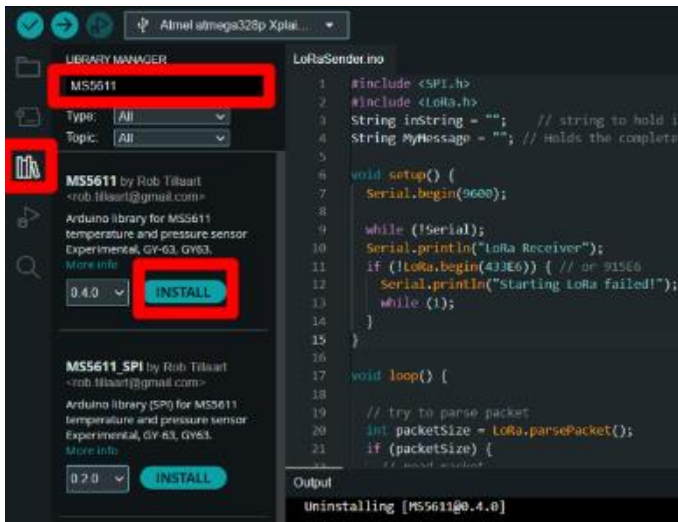 Atmel atmega328p Xplai...
LIBRARY MANAGER
MS5611
Type: All
Topic: All
MS5611 by Rob Tillaart
<rob.tillaart@gmail.com>
Arduino library for MS5611
temperature and pressure sensor
Experimental, GY-63, GY63.
More info
0.4.0
INSTALL
MS5611_SPI by Rob Tillaart
<rob.tillaart@gmail.com>
Arduino library (SPI) for MS5611
temperature and pressure sensor
Experimental, GY-63, GY63.
More info
0.2.0
INSTALL
LoRaSender.ino
1 #include <SPI.h>
2 #include <LoRa.h>
3 String inString = ""; // string to hold i
4 String MyMessage = ""; // Holds the complete
5
6 void setup() {
7 Serial.begin(9600);
8
9 while (!Serial);
10 Serial.println("LoRa Receiver");
11 if (!LoRa.begin(433E6)) { // or 915E6
12 Serial.println("Starting LoRa failed!");
13 while (1);
14 }
15 }
16
17 void loop() {
18
19 // try to parse packet
20 int packetSize = LoRa.parsePacket();
21 if (packetSize) {
// read packet
Output
Uninstalling [MS5611@0.4.0]